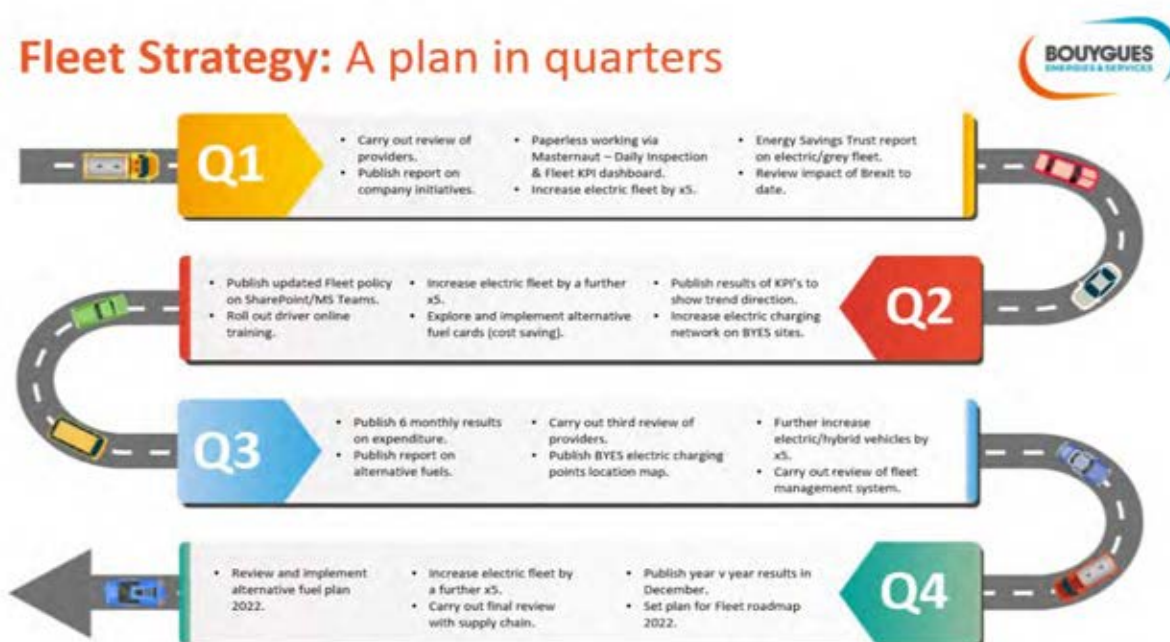 Fleet Strategy: A plan in quarters
BOUYGUES
ENERGIES & SERVICES
Q1
• Carry out review of
providers.
• Publish report on
company initiatives.
• Paperless working via
Masternaut – Daily Inspection
& Fleet KPI dashboard.
• Increase electric fleet by x5.
• Energy Savings Trust report
on electric/grey fleet.
• Review impact of Brexit to
date.
• Publish updated Fleet policy
on SharePoint/MS Teams.
• Roll out driver online
training.
• Increase electric fleet by a further
x5.
• Explore and implement alternative
fuel cards (cost saving).
• Publish results of KPI's to
show trend direction.
• Increase electric charging
network on BYES sites.
Q2
Q3
• Publish 6 monthly results
on expenditure.
• Publish report on
alternative fuels.
• Carry out third review of
providers.
• Publish BYES electric charging
points location map.
• Further increase
electric/hybrid vehicles by
x5.
• Carry out review of fleet
management system.
• Review and implement
alternative fuel plan
2022.
• Increase electric fleet by
a further x5.
• Carry out final review
with supply chain.
• Publish year v year results in
December.
• Set plan for Fleet roadmap
2022.
Q4